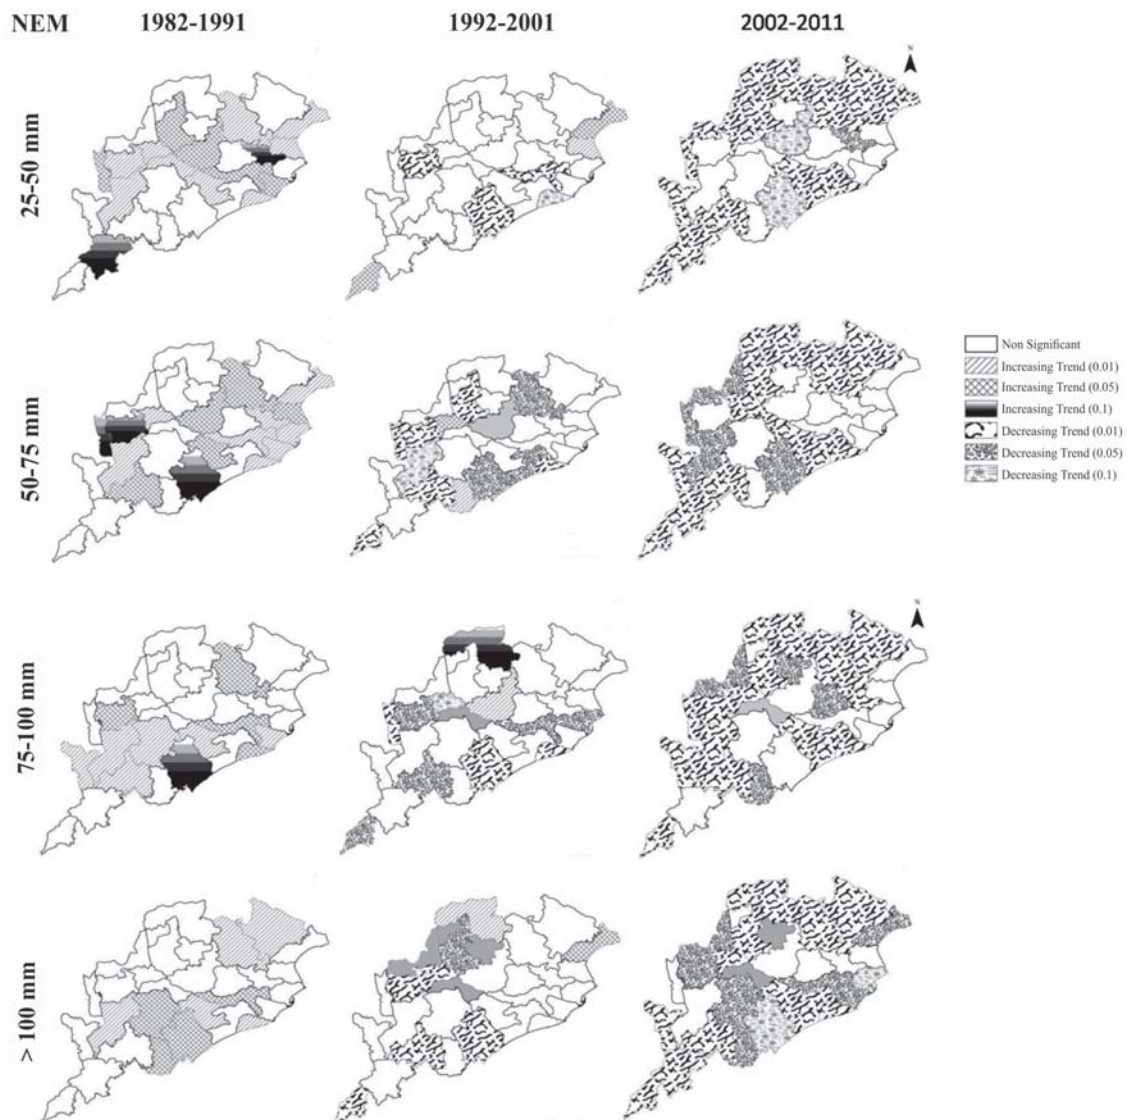 NEM 1982-1991 1992-2001 2002-2011
N
25-50 mm
50-75 mm
Non Significant
Increasing Trend (0.01)
Increasing Trend (0.05)
Increasing Trend (0.1)
Decreasing Trend (0.01)
Decreasing Trend (0.05)
Decreasing Trend (0.1)
N
75-100 mm
> 100 mm